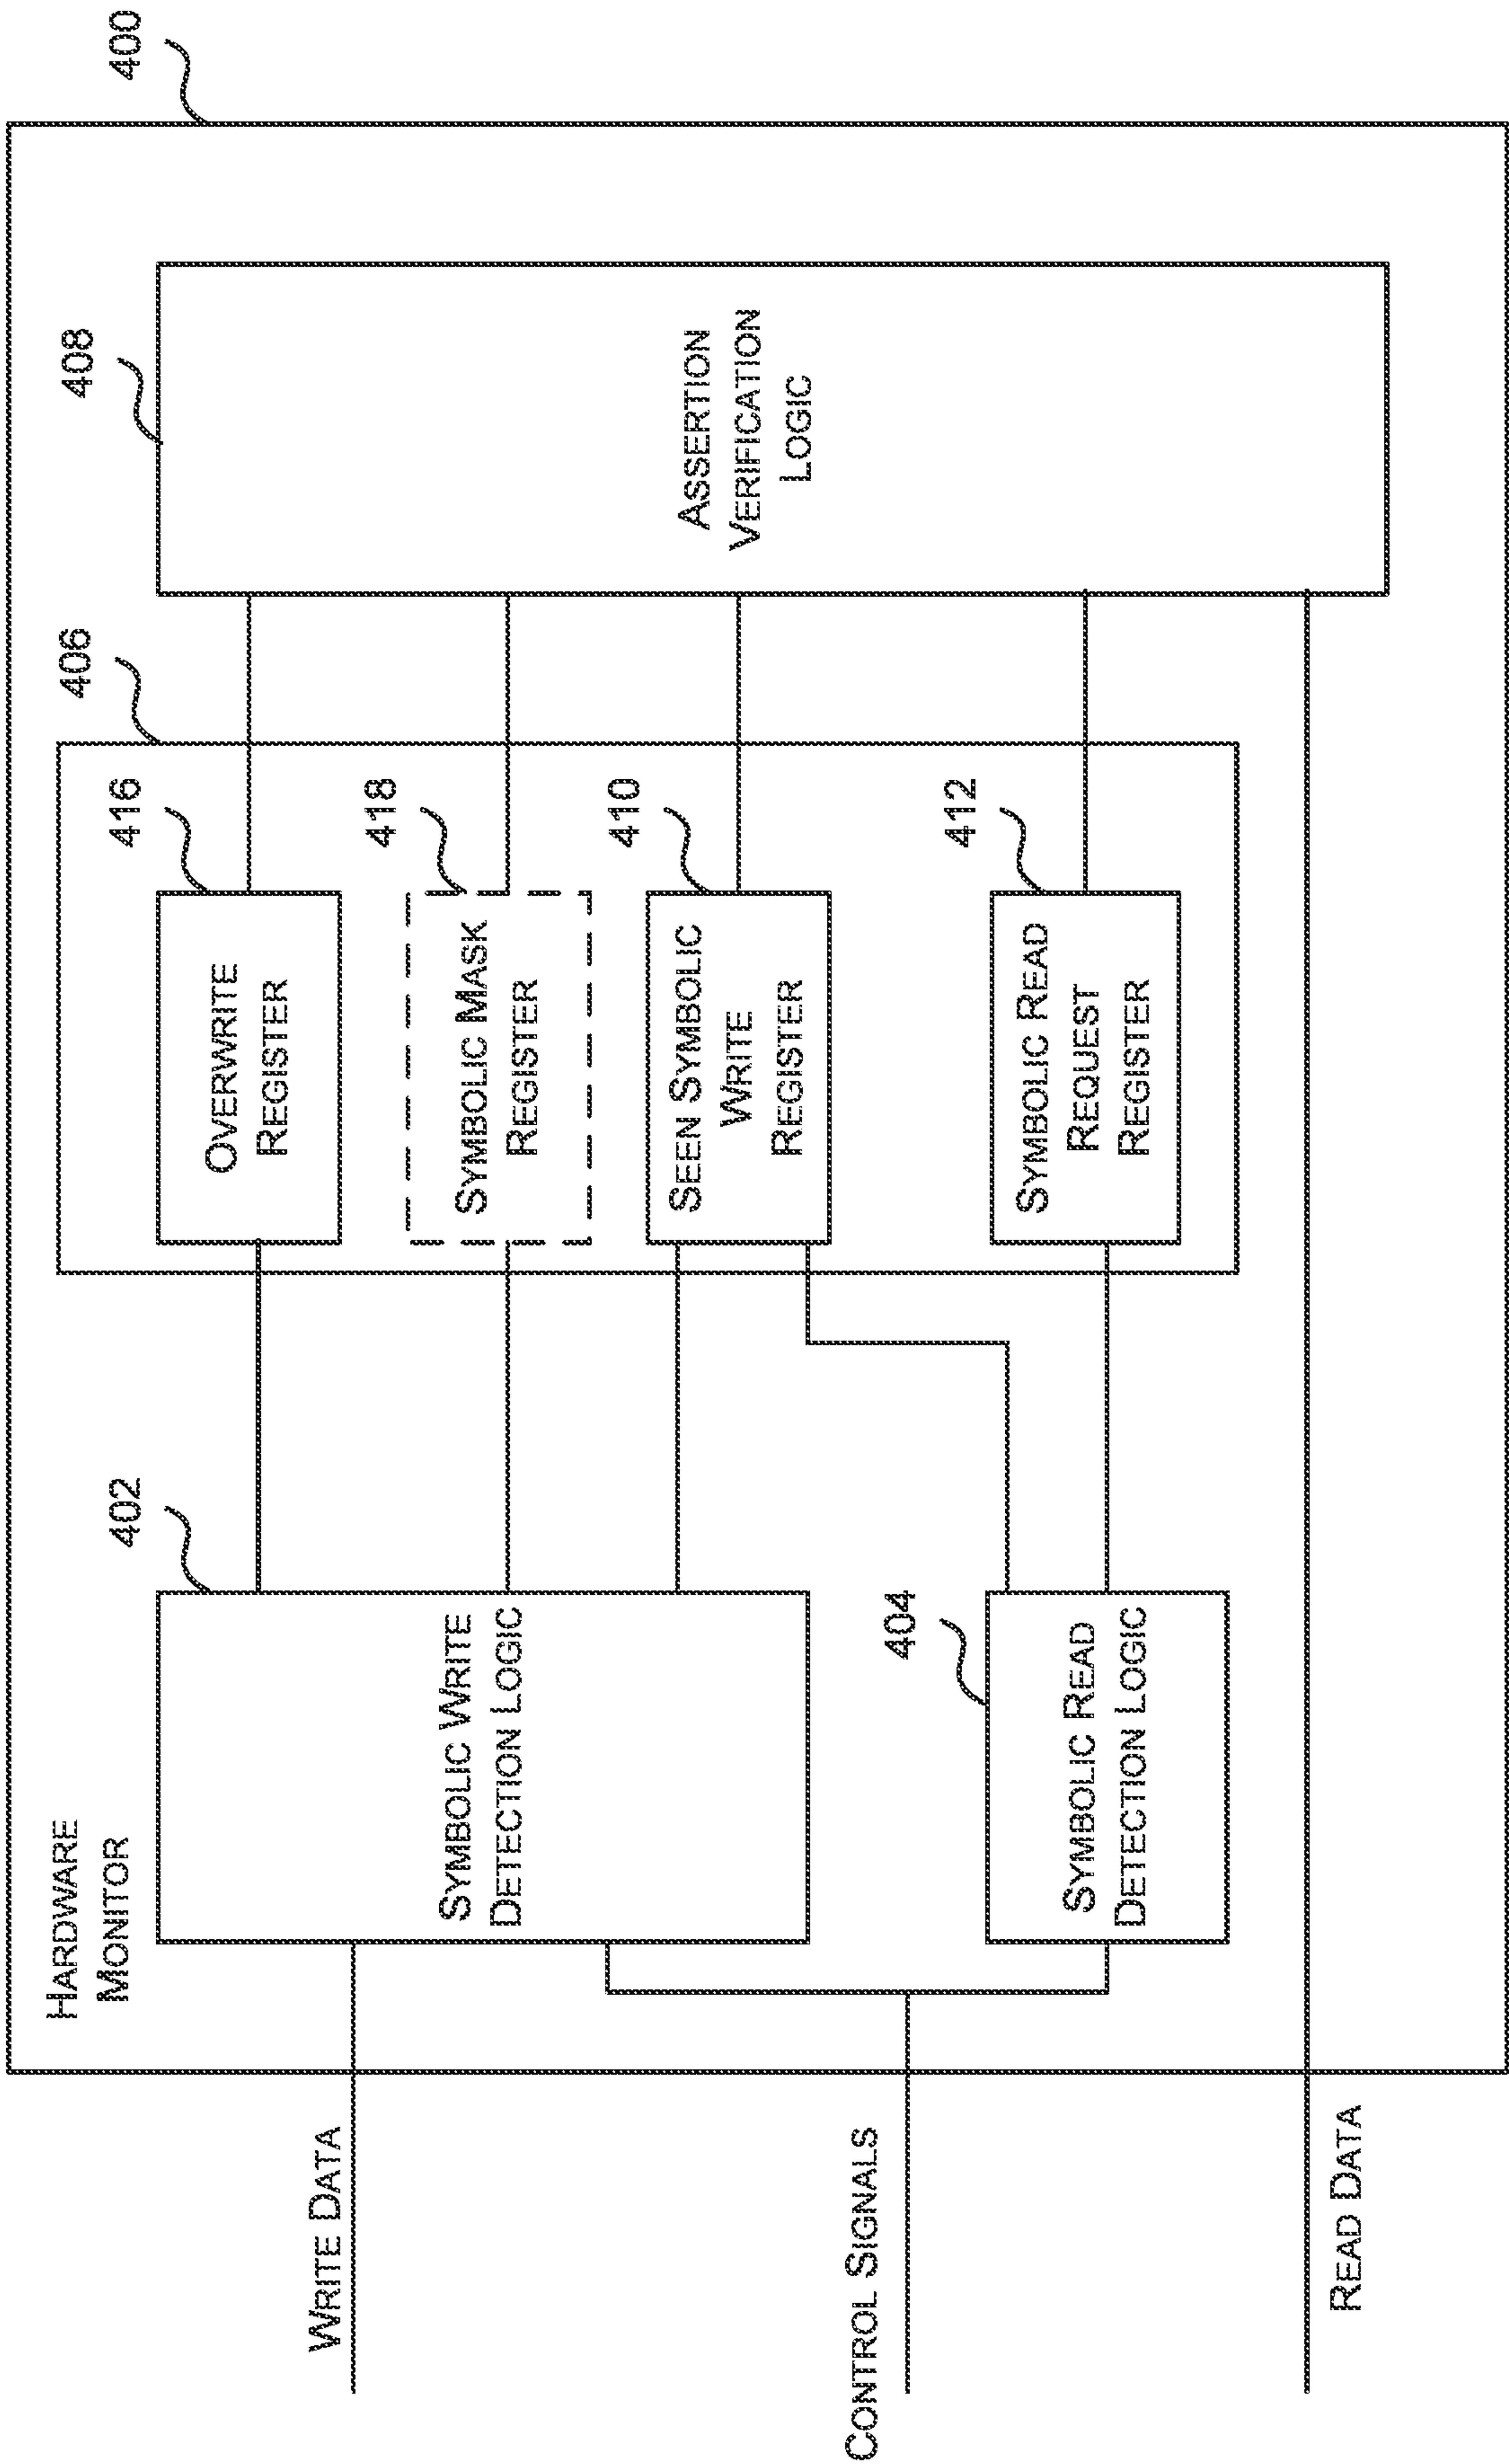 400
HARDWARE
MONITOR
402
SYMBOLIC WRITE
DETECTION LOGIC
404
SYMBOLIC READ
DETECTION LOGIC
406
416
OVERWRITE
REGISTER
418
SYMBOLIC MASK
REGISTER
410
SEEN SYMBOLIC
WRITE
REGISTER
412
SYMBOLIC READ
REQUEST
REGISTER
408
ASSERTION
VERIFICATION
LOGIC
WRITE DATA
CONTROL SIGNALS
READ DATA